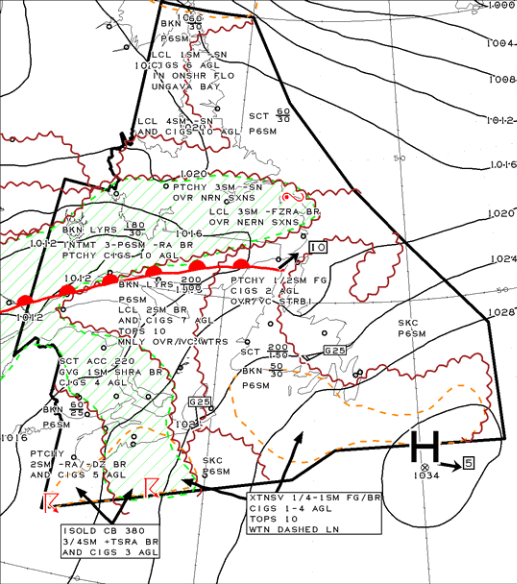 1000
1004
1008
1012
1016
1020
1024
1028
BKN 60/30
P6SM
LCL 1SM -SN
CIGS 6 AGL
IN ONSHR FLO
UNGAVA BAY
LCL 4SM -SN
AND CIGS 10 AGL
SCT 60/30
P6SM
50
1020
PTCHY 3SM -SN
OVR NRN SXNS
LCL 3SM -FZRA BR
OVR NERN SXNS
BKN LYRS 180/30
1016
1012
INTMT 3-P6SM -RA BR
PTCHY CIGS 10 AGL
10
1012
BKN LYRS 200
P6SM
LCL 2SM BR
AND CIGS 7 AGL
TOPS 10
MNLY OVR/VC WTRS
PTCHY 1/2SM FG
CIGS 2 AGL
OVR/VC STRBI
1012
SKC
P6SM
SCT ACC 220
GVG 1SM SHRA BR
CIGS 4 AGL
SCT 200/150
BKN 50/30
P6SM
G25
G25
BKN 60/25
P6SM
1016
PTCHY
2SM -RA/-DZ BR
AND CIGS 5 AGL
SKC
P6SM
H
1034
5
XTNSV 1/4-1SM FG/BR
CIGS 1-4 AGL
TOPS 10
WTN DASHED LN
ISOLD CB 380
3/4SM +TSRA BR
AND CIGS 3 AGL